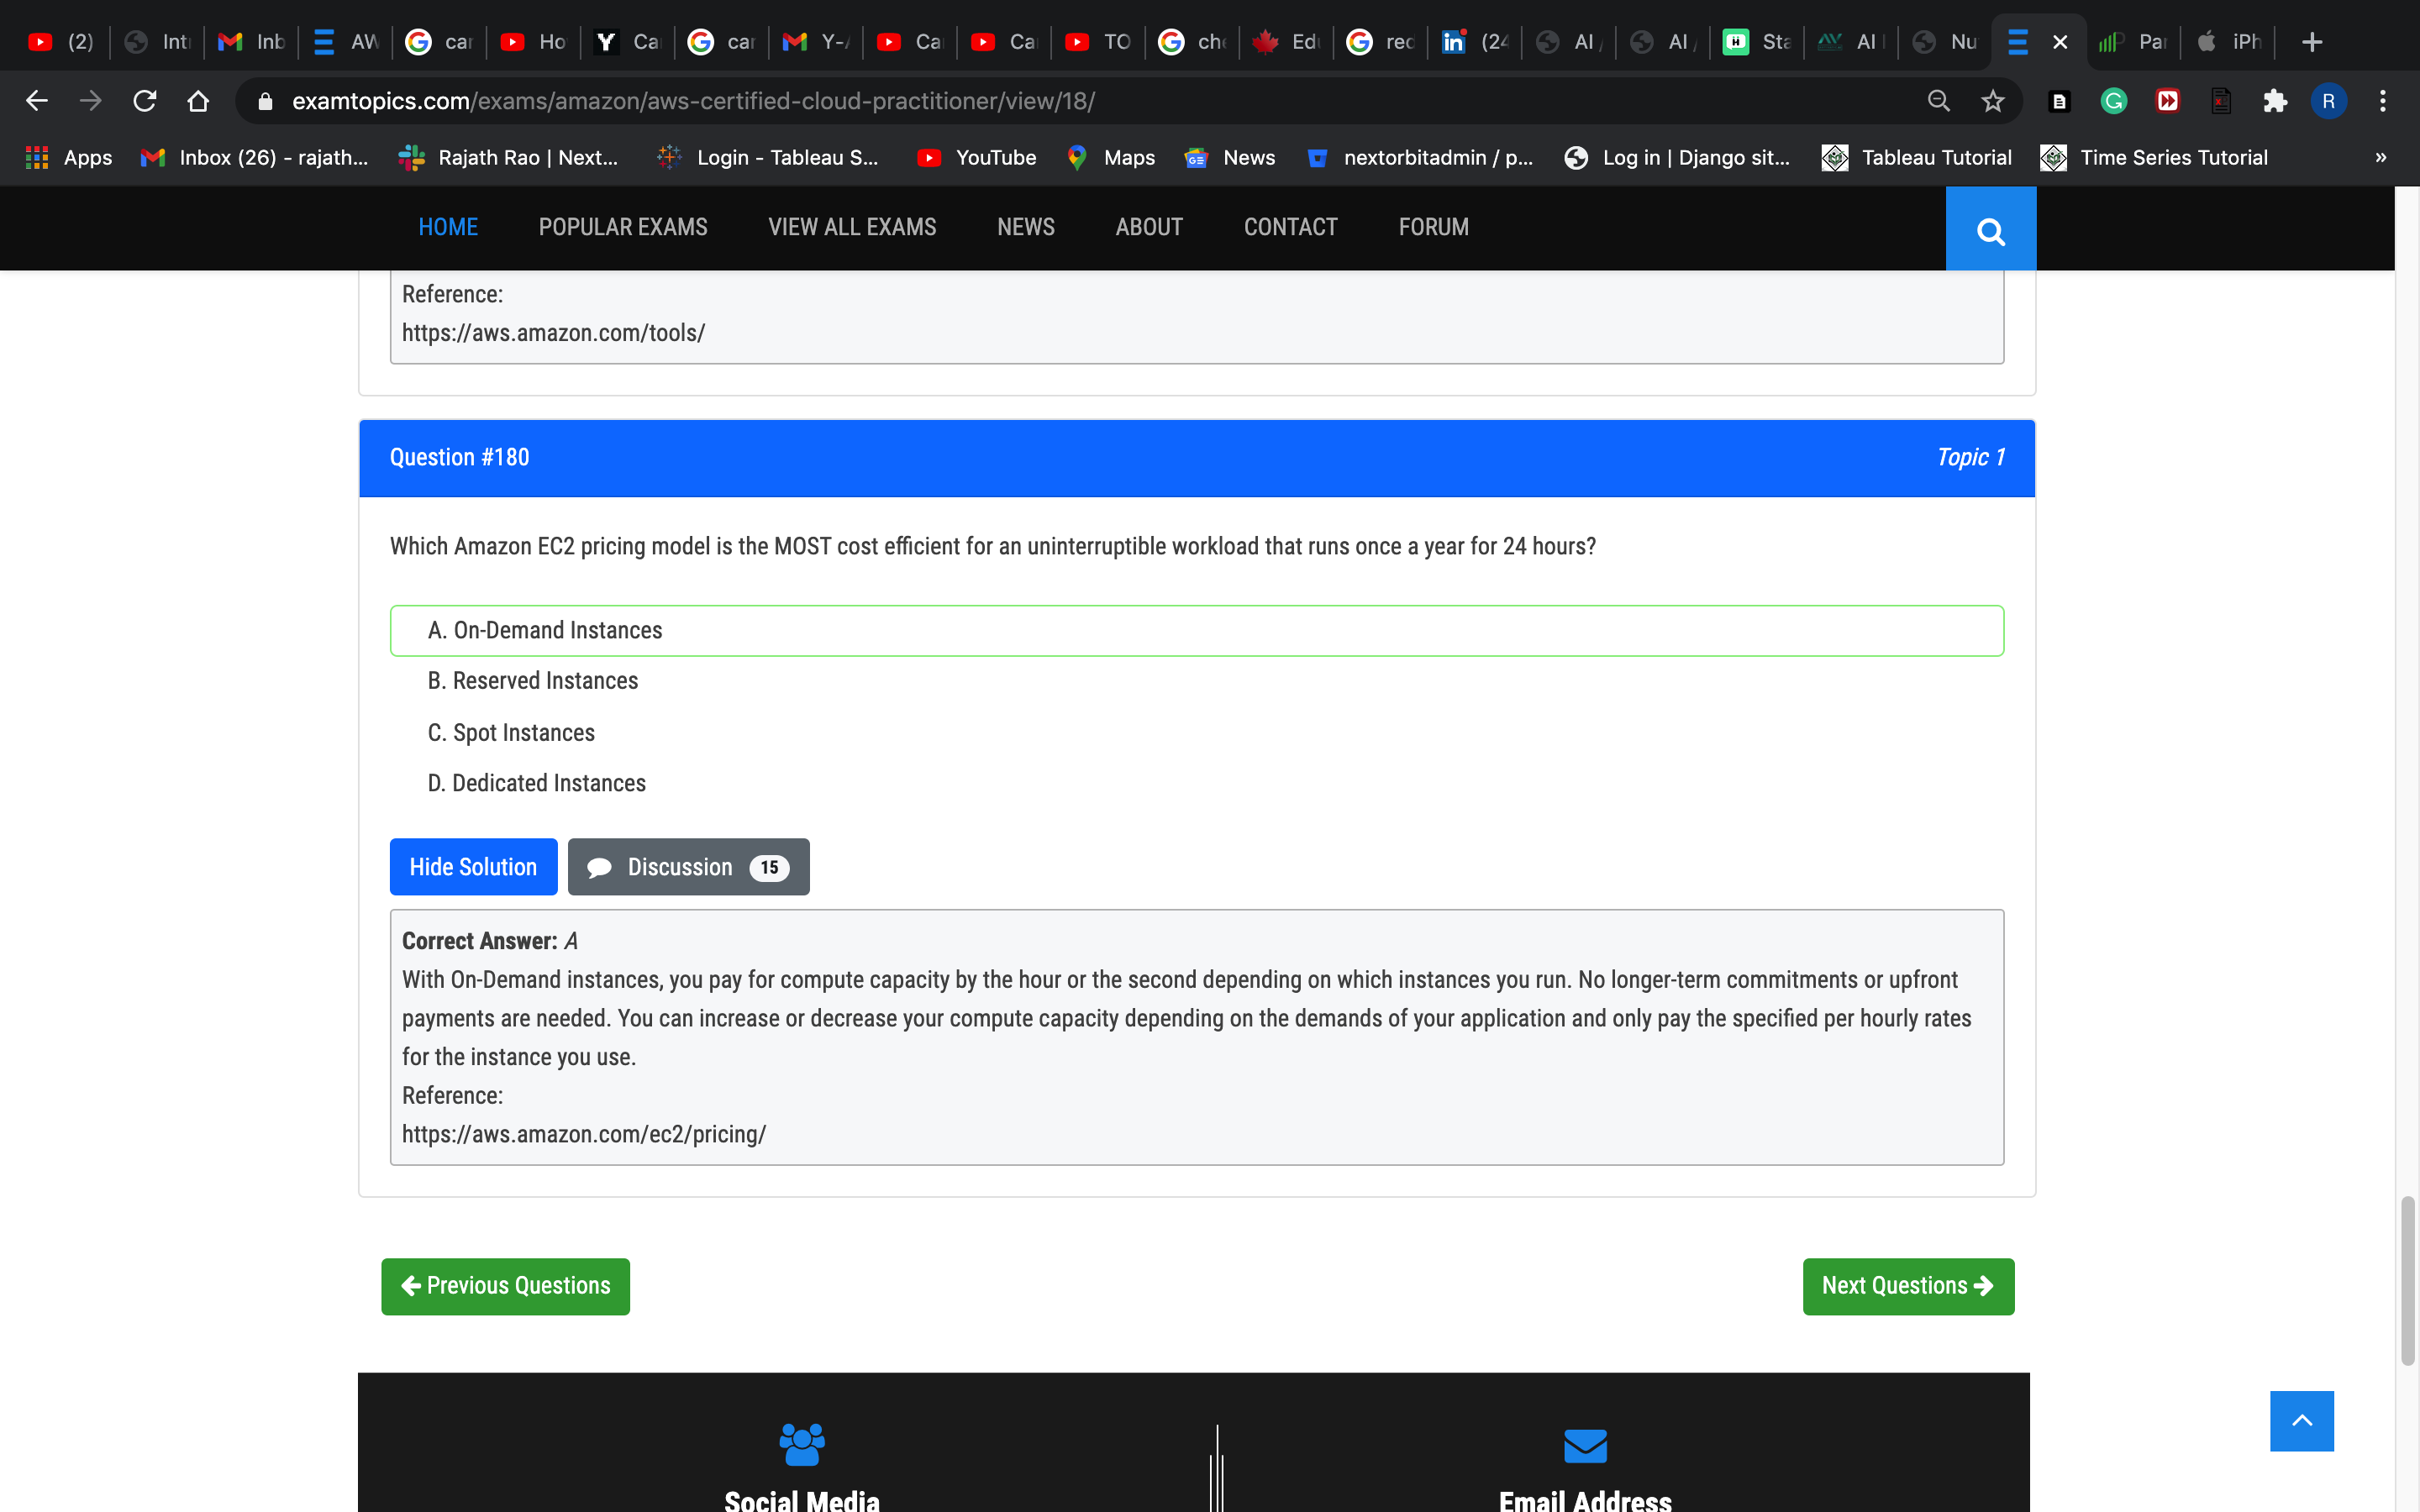 (2)
Int
Inb
AW
car
Ho
Ca
car
Y-
Ca
Ca
TO
che
Edu
rec
(24
AI
AI
Sta
AI
Nu
Par
iPh
examtopics.com/exams/amazon/aws-certified-cloud-practitioner/view/18/
R
Apps
Inbox (26) - rajath...
Rajath Rao | Next...
Login - Tableau S...
YouTube
Maps
News
nextorbitadmin / p...
Log in | Django sit...
Tableau Tutorial
Time Series Tutorial
»
HOME
POPULAR EXAMS
VIEW ALL EXAMS
NEWS
ABOUT
CONTACT
FORUM
Reference:
https://aws.amazon.com/tools/
Question #180
Topic 1
Which Amazon EC2 pricing model is the MOST cost efficient for an uninterruptible workload that runs once a year for 24 hours?
A. On-Demand Instances
B. Reserved Instances
C. Spot Instances
D. Dedicated Instances
Hide Solution
Discussion 15
Correct Answer: A
With On-Demand instances, you pay for compute capacity by the hour or the second depending on which instances you run. No longer-term commitments or upfront
payments are needed. You can increase or decrease your compute capacity depending on the demands of your application and only pay the specified per hourly rates
for the instance you use.
Reference:
https://aws.amazon.com/ec2/pricing/
Previous Questions
Next Questions
Social Media
Email Address